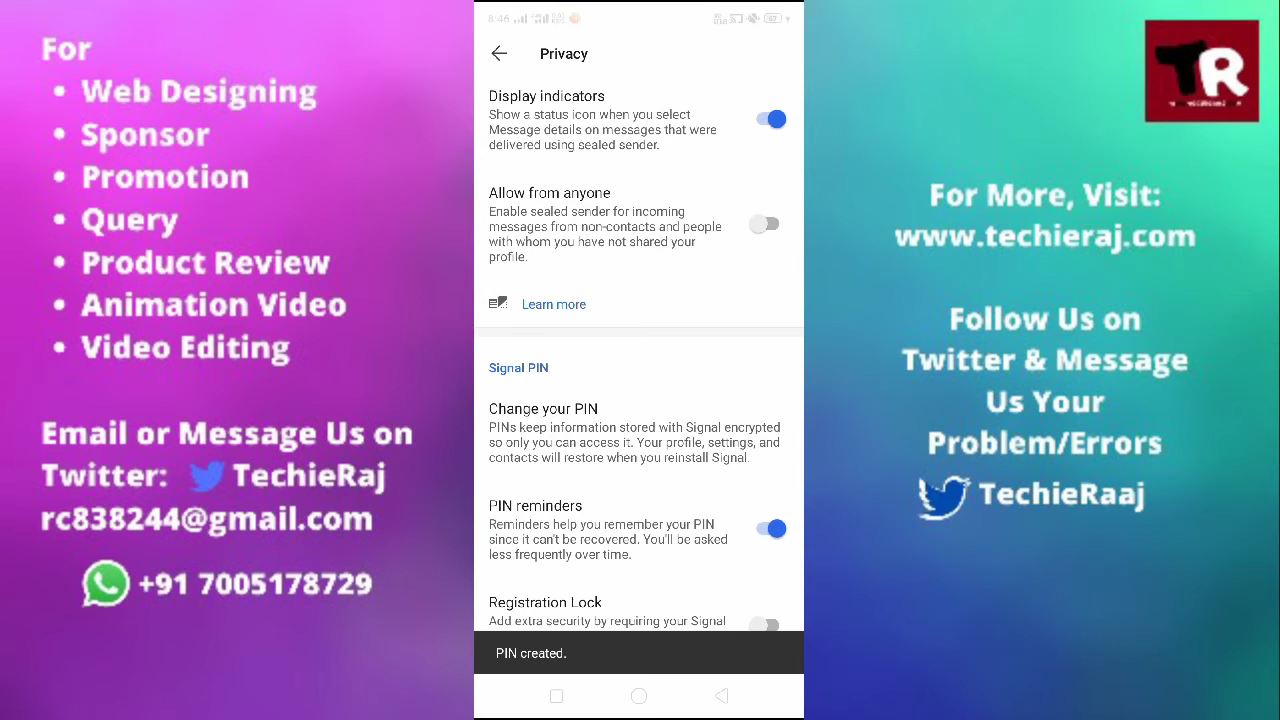 For
• Web Designing
• Sponsor
• Promotion
• Query
• Product Review
• Animation Video
• Video Editing
Email or Message Us on
Twitter: TechieRaj
rc838244@gmail.com
+91 7005178729
8:46
Privacy
Display indicators
Show a status icon when you select
Message details on messages that were
delivered using sealed sender.
Allow from anyone
Enable sealed sender for incoming
messages from non-contacts and people
with whom you have not shared your
profile.
Learn more
Signal PIN
Change your PIN
PINs keep information stored with Signal encrypted
so only you can access it. Your profile, settings, and
contacts will restore when you reinstall Signal.
PIN reminders
Reminders help you remember your PIN
since it can't be recovered. You'll be asked
less frequently over time.
Registration Lock
Add extra security by requiring your Signal
PIN created.
TR
For More, Visit:
www.techieraj.com
Follow Us on
Twitter & Message
Us Your
Problem/Errors
TechieRaaj